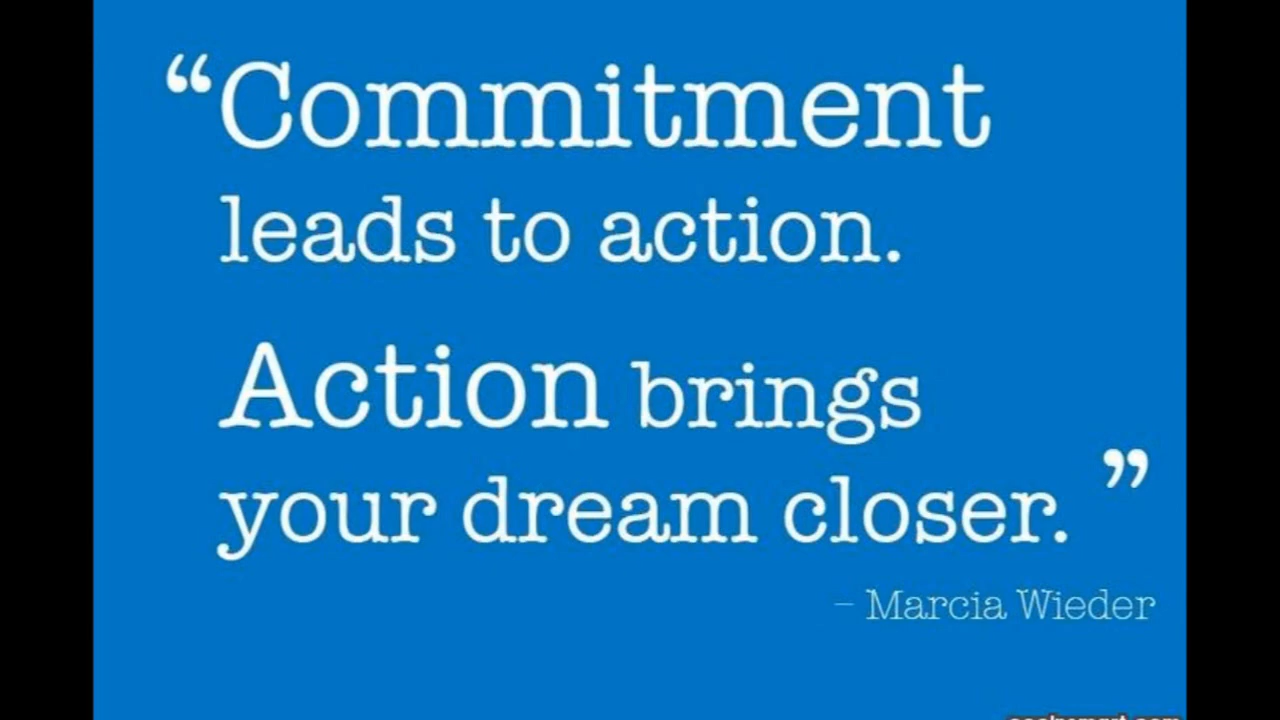 “Commitment
leads to action.
Action brings
your dream closer.”
– Marcia Wieder